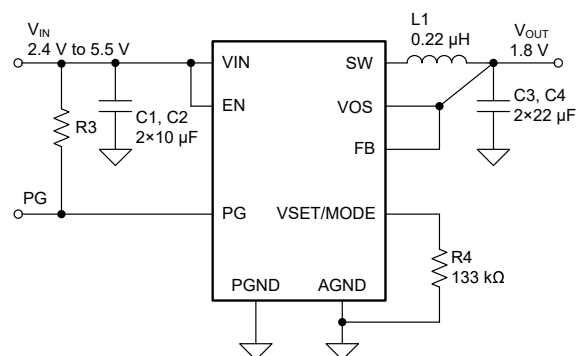 VIN
2.4 V to 5.5 V
L1
0.22 µH
VOUT
1.8 V
VIN
SW
EN
VOS
R3
C1, C2
2×10 µF
C3, C4
2×22 µF
FB
PG
PG
VSET/MODE
R4
133 kΩ
PGND
AGND